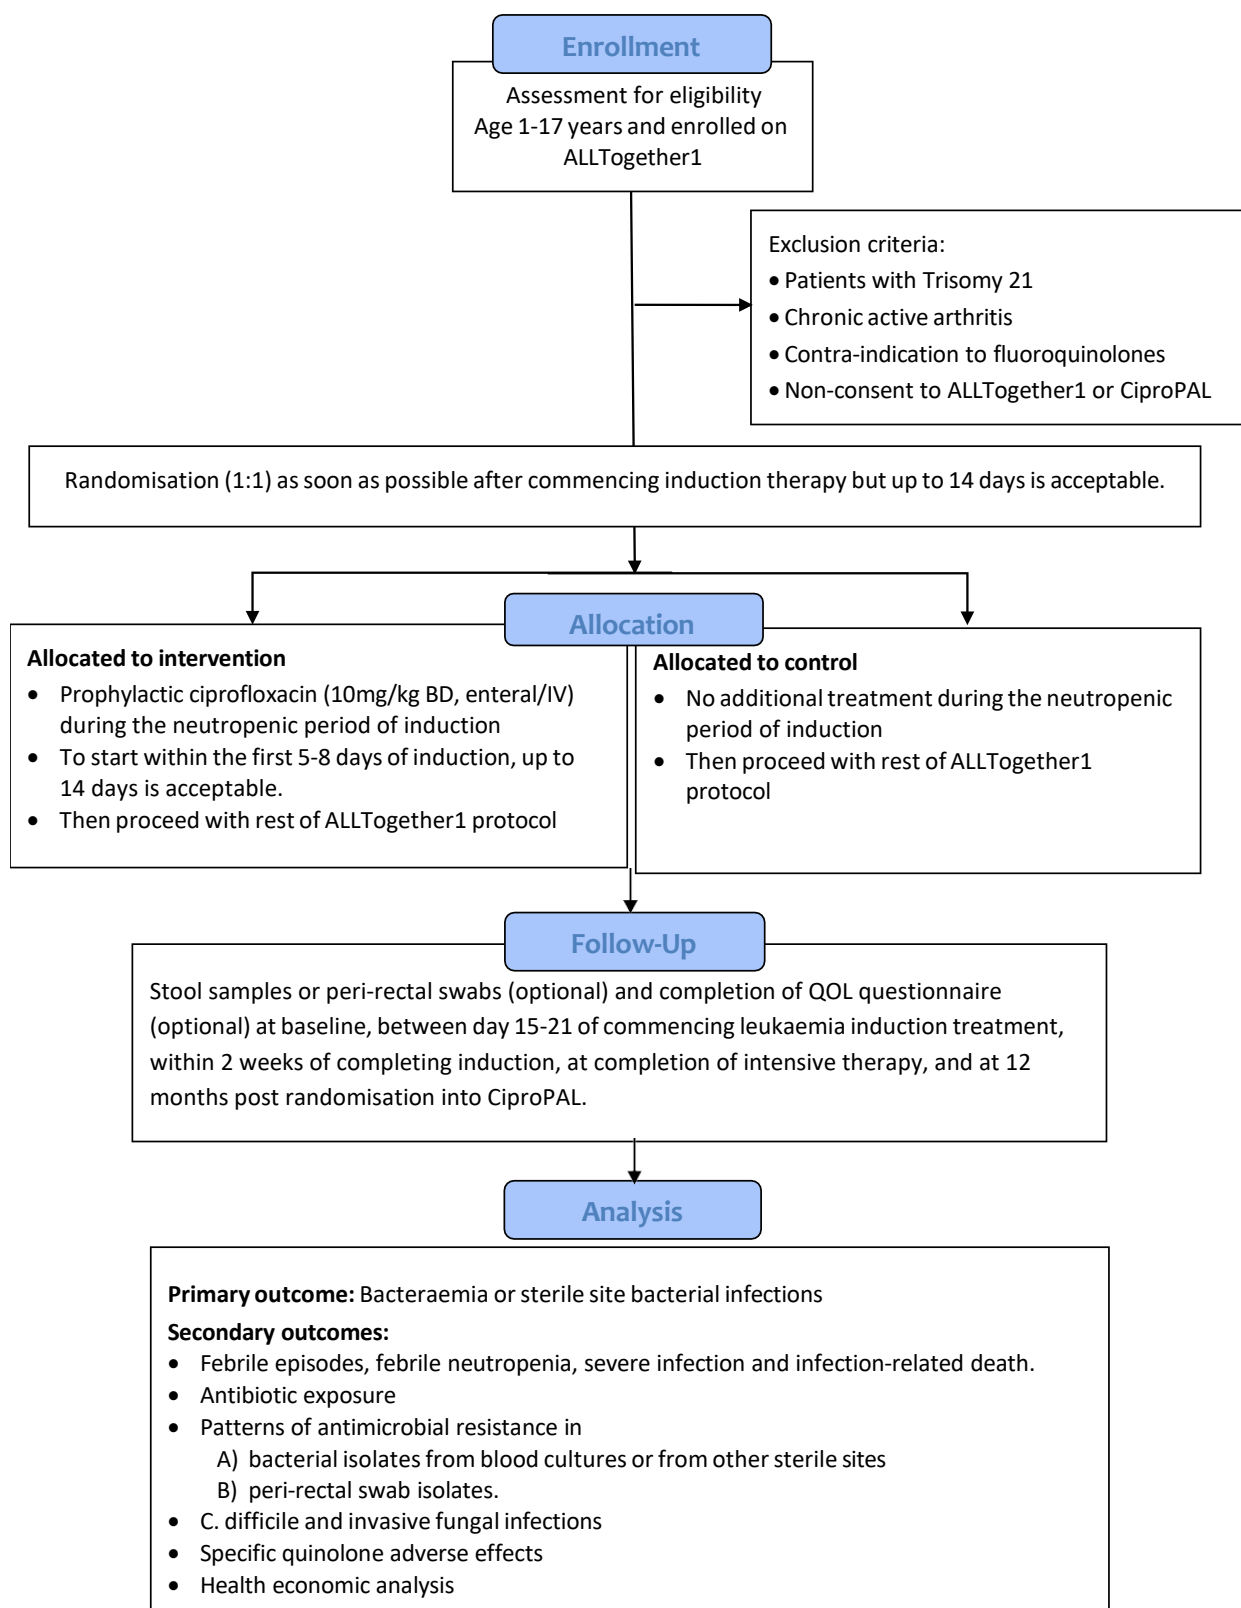 Enrollment
Assessment for eligibility
Age 1-17 years and enrolled on
ALLTogether1
Exclusion criteria:
• Patients with Trisomy 21
• Chronic active arthritis
• Contra-indication to fluoroquinolones
• Non-consent to ALLTogether1 or CiproPAL
Randomisation (1:1) as soon as possible after commencing induction therapy but up to 14 days is acceptable.
Allocation
Allocated to intervention
• Prophylactic ciprofloxacin (10mg/kg BD, enteral/IV)
during the neutropenic period of induction
• To start within the first 5-8 days of induction, up to
14 days is acceptable.
• Then proceed with rest of ALLTogether1 protocol
Allocated to control
• No additional treatment during the neutropenic
period of induction
• Then proceed with rest of ALLTogether1
protocol
Follow-Up
Stool samples or peri-rectal swabs (optional) and completion of QOL questionnaire
(optional) at baseline, between day 15-21 of commencing leukaemia induction treatment,
within 2 weeks of completing induction, at completion of intensive therapy, and at 12
months post randomisation into CiproPAL.
Analysis
Primary outcome: Bacteraemia or sterile site bacterial infections
Secondary outcomes:
• Febrile episodes, febrile neutropenia, severe infection and infection-related death.
• Antibiotic exposure
• Patterns of antimicrobial resistance in
A) bacterial isolates from blood cultures or from other sterile sites
B) peri-rectal swab isolates.
• C. difficile and invasive fungal infections
• Specific quinolone adverse effects
• Health economic analysis